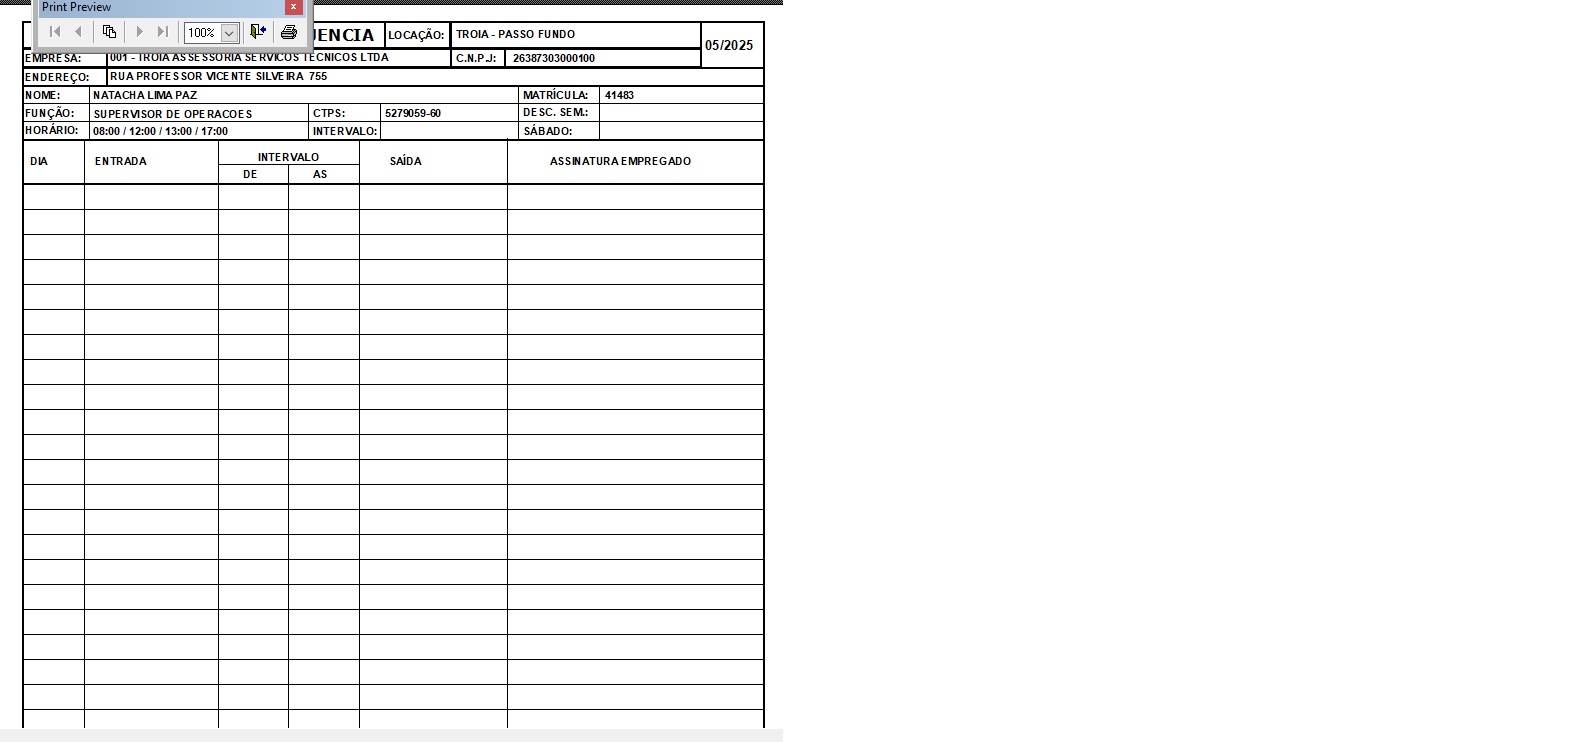 Print Preview
100%
UENCIA LOCAÇÃO: TROIA - PASSO FUNDO 05/2025
EMPRESA: 001 - TROIA ASSESSORIA SERVICOS TECNICOS LTDA C.N.P.J: 26387303000100
ENDEREÇO: RUA PROFESSOR VICENTE SILVEIRA 755
NOME: NATACHA LIMA PAZ MATRÍCULA: 41483
FUNÇÃO: SUPERVISOR DE OPERACOES CTPS: 5279059-60 DESC. SEM.:
HORÁRIO: 08:00 / 12:00 / 13:00 / 17:00 INTERVALO: SÁBADO:
DIA ENTRADA INTERVALO SAÍDA ASSINATURA EMPREGADO
DE AS